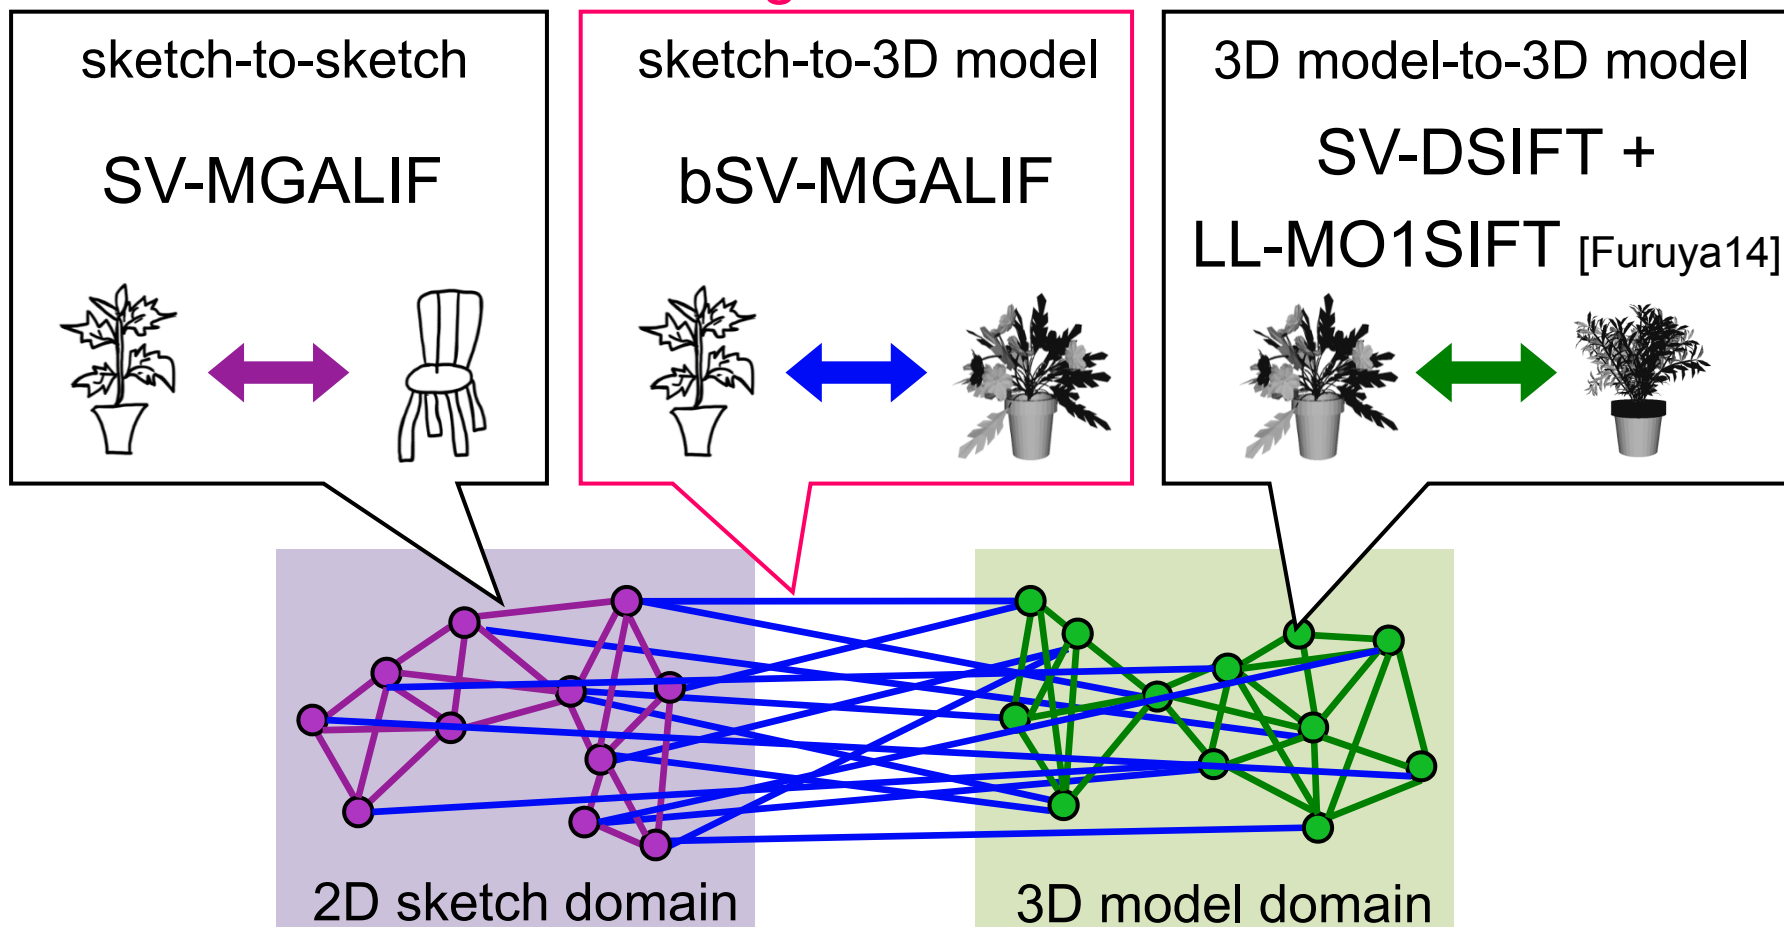 sketch-to-sketch
SV-MGALIF
sketch-to-3D model
bSV-MGALIF
3D model-to-3D model
SV-DSIFT +
LL-MO1SIFT [Furuya14]
2D sketch domain
3D model domain